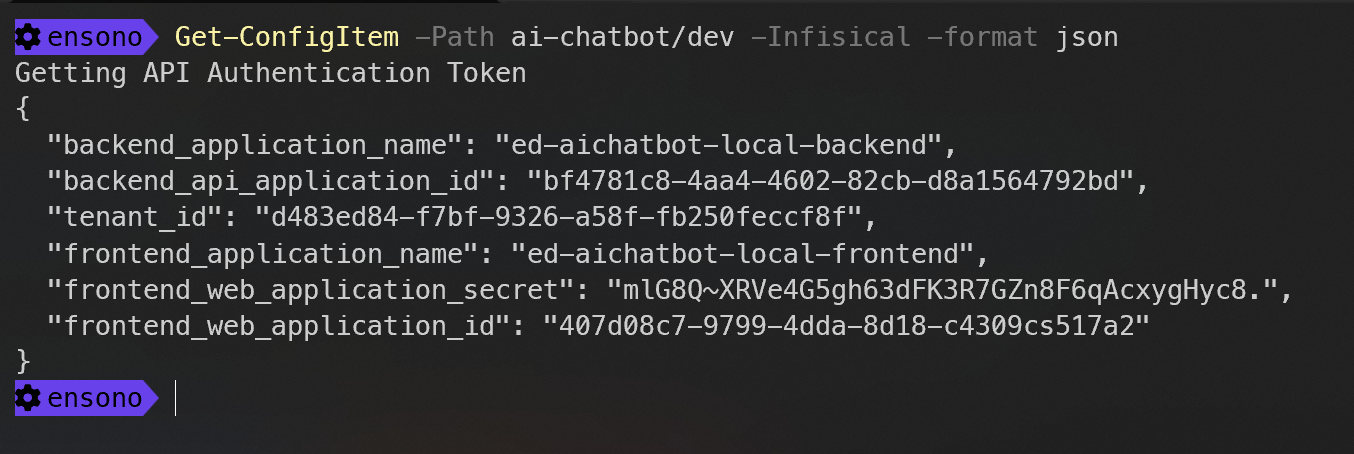 ensono Get-ConfigItem -Path ai-chatbot/dev -Infisical -format json
Getting API Authentication Token
{
"backend_application_name": "ed-aichatbot-local-backend",
"backend_api_application_id": "bf4781c8-4aa4-4602-82cb-d8a1564792bd",
"tenant_id": "d483ed84-f7bf-9326-a58f-fb250feccf8f",
"frontend_application_name": "ed-aichatbot-local-frontend",
"frontend_web_application_secret": "mlG8Q~XRVe4G5gh63dFK3R7GZn8F6qAcxygHyc8.",
"frontend_web_application_id": "407d08c7-9799-4dda-8d18-c4309cs517a2"
}
ensono